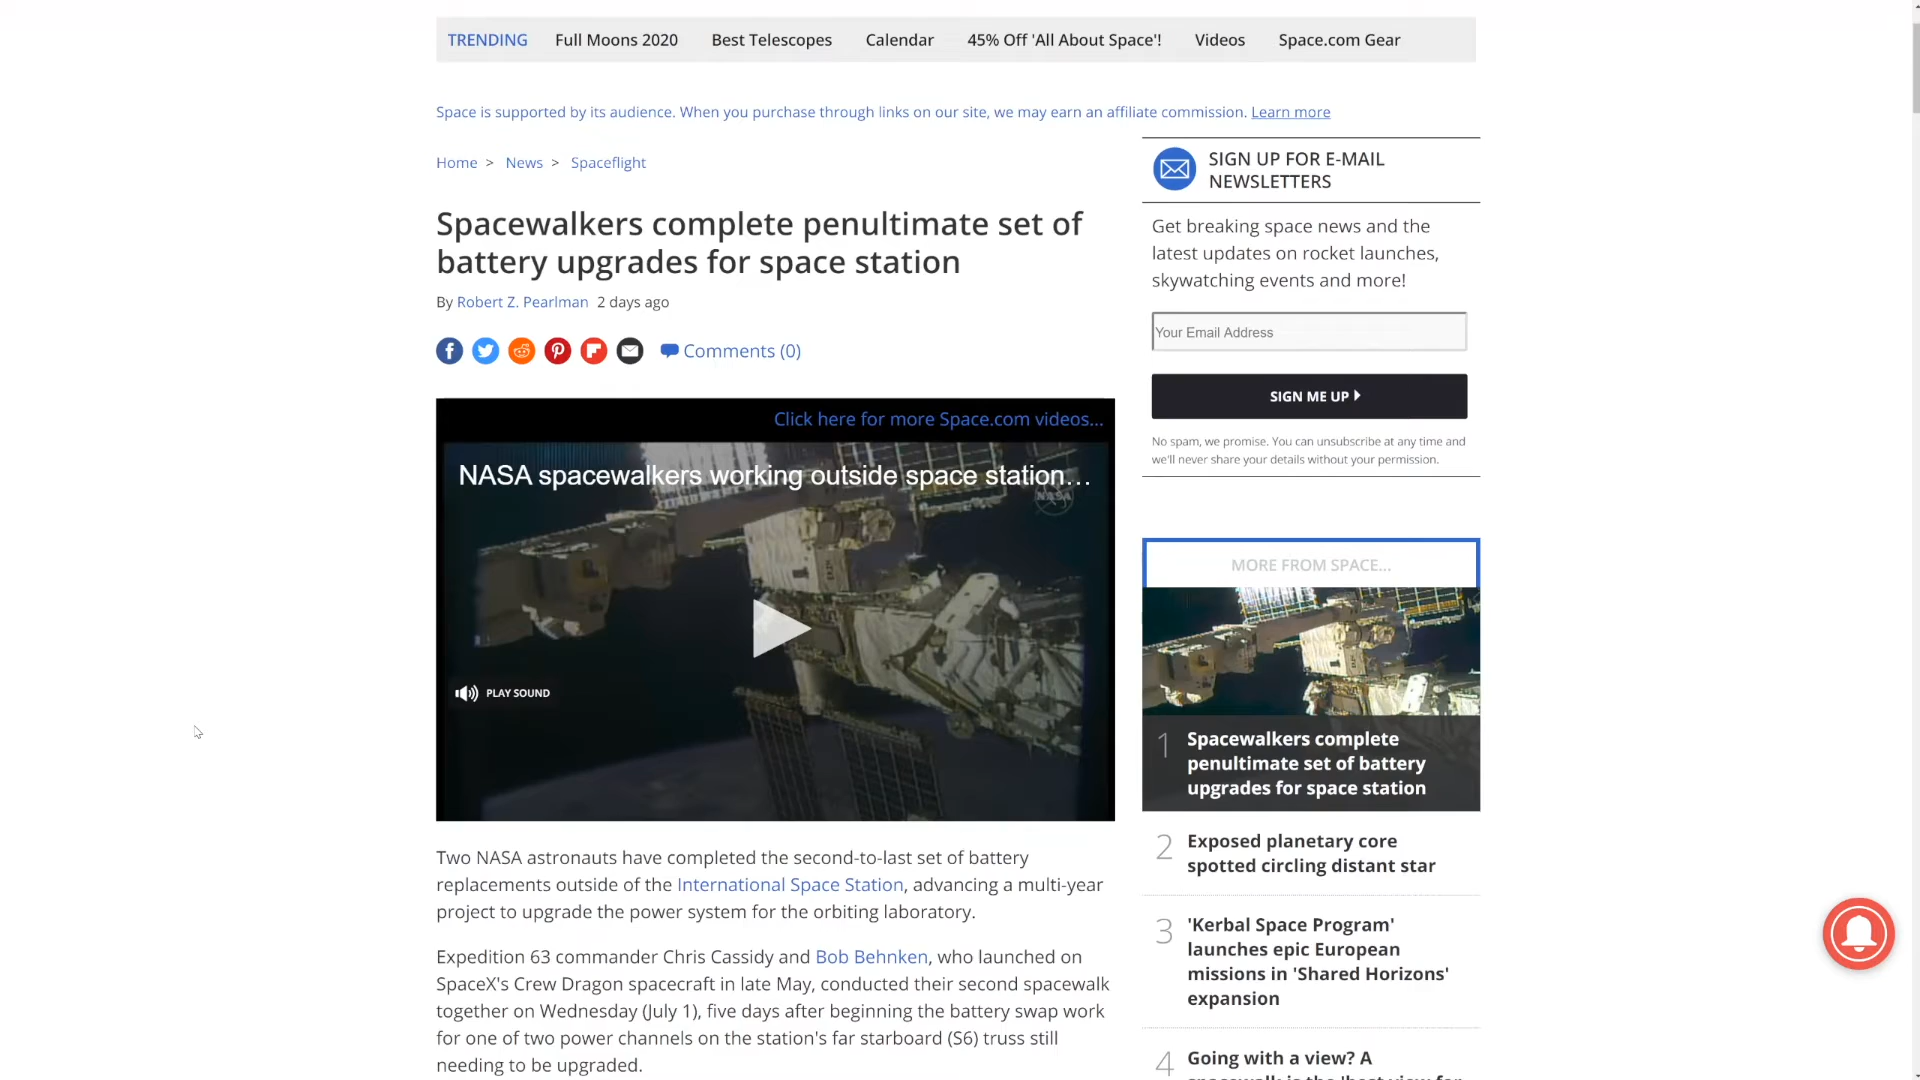 TRENDING Full Moons 2020 Best Telescopes Calendar 45% Off 'All About Space'! Videos Space.com Gear
Space is supported by its audience. When you purchase through links on our site, we may earn an affiliate commission. Learn more
Home > News > Spaceflight
Spacewalkers complete penultimate set of
battery upgrades for space station
By Robert Z. Pearlman 2 days ago
Comments (0)
Click here for more Space.com videos...
NASA spacewalkers working outside space station…
NASA
PLAY SOUND
Two NASA astronauts have completed the second-to-last set of battery
replacements outside of the International Space Station, advancing a multi-year
project to upgrade the power system for the orbiting laboratory.
Expedition 63 commander Chris Cassidy and Bob Behnken, who launched on
SpaceX's Crew Dragon spacecraft in late May, conducted their second spacewalk
together on Wednesday (July 1), five days after beginning the battery swap work
for one of two power channels on the station's far starboard (S6) truss still
needing to be upgraded.
SIGN UP FOR E-MAIL
NEWSLETTERS
Get breaking space news and the
latest updates on rocket launches,
skywatching events and more!
Your Email Address
SIGN ME UP
No spam, we promise. You can unsubscribe at any time and
we'll never share your details without your permission.
MORE FROM SPACE...
1 Spacewalkers complete
penultimate set of battery
upgrades for space station
2 Exposed planetary core
spotted circling distant star
3 'Kerbal Space Program'
launches epic European
missions in 'Shared Horizons'
expansion
4 Going with a view? A
spacewalk is the 'best view for